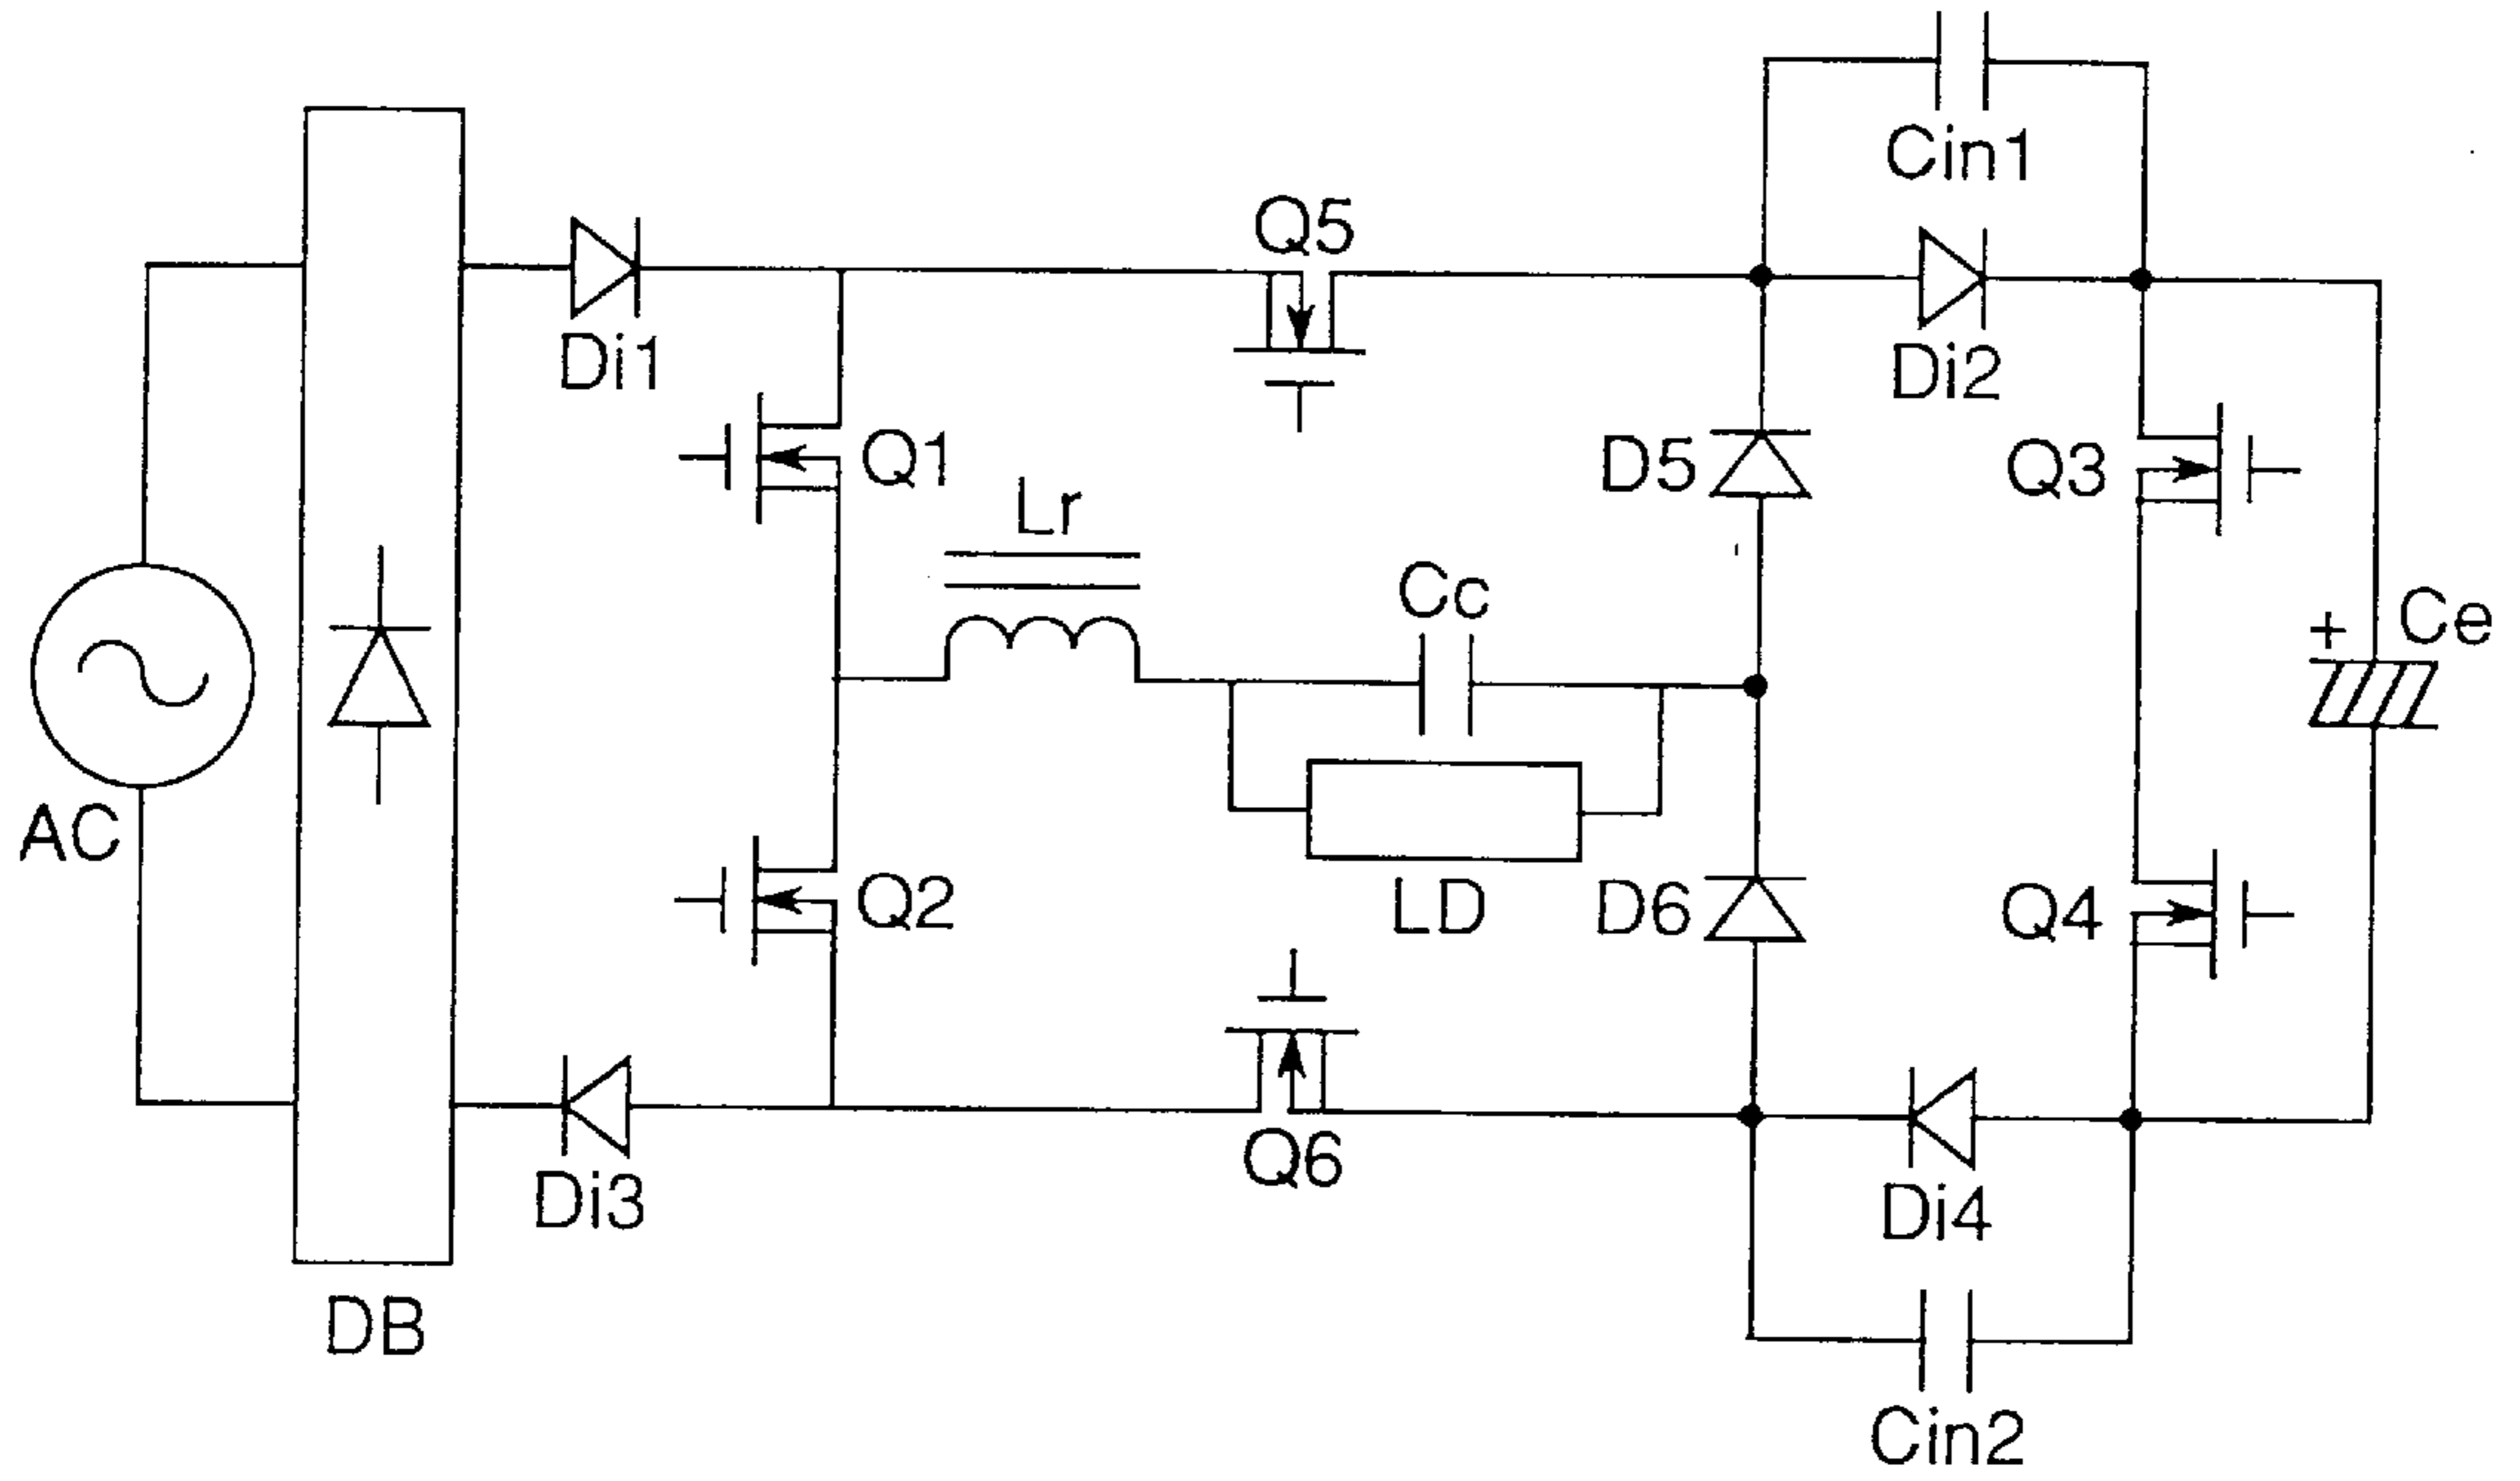 Cin1
Q5
Di1
Di2
Q1
D5
Q3
Lr
Cc
+ Ce
AC
LD
Q2
D6
Q4
Di3
Q6
Di4
DB
Cin2